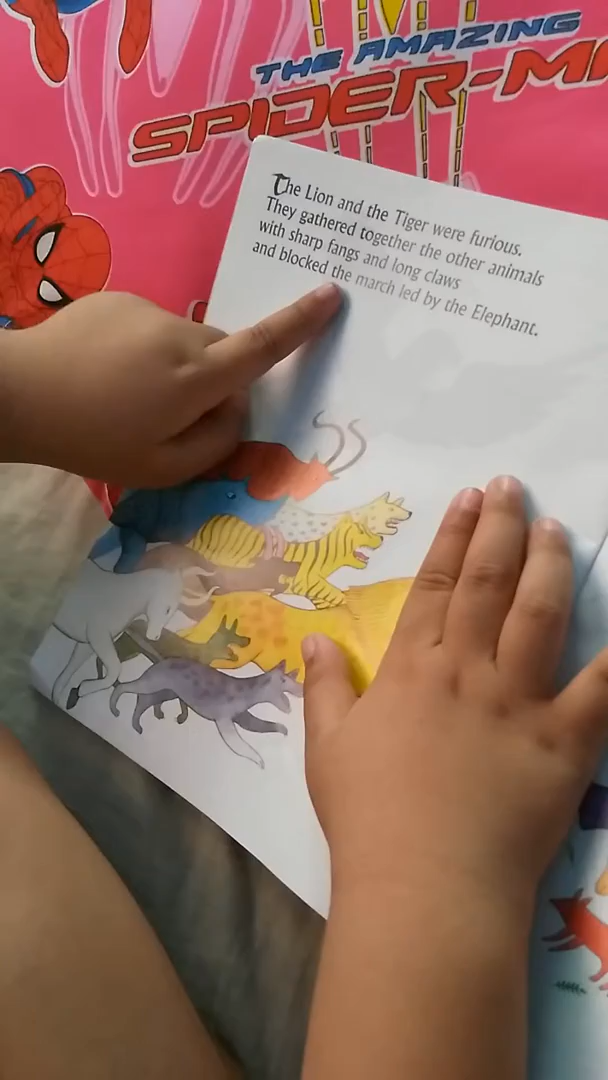 THE AMAZING
SPIDER-MA
The Lion and the Tiger were furious.
They gathered together the other animals
with sharp fangs and long claws
and blocked the march led by the Elephant.